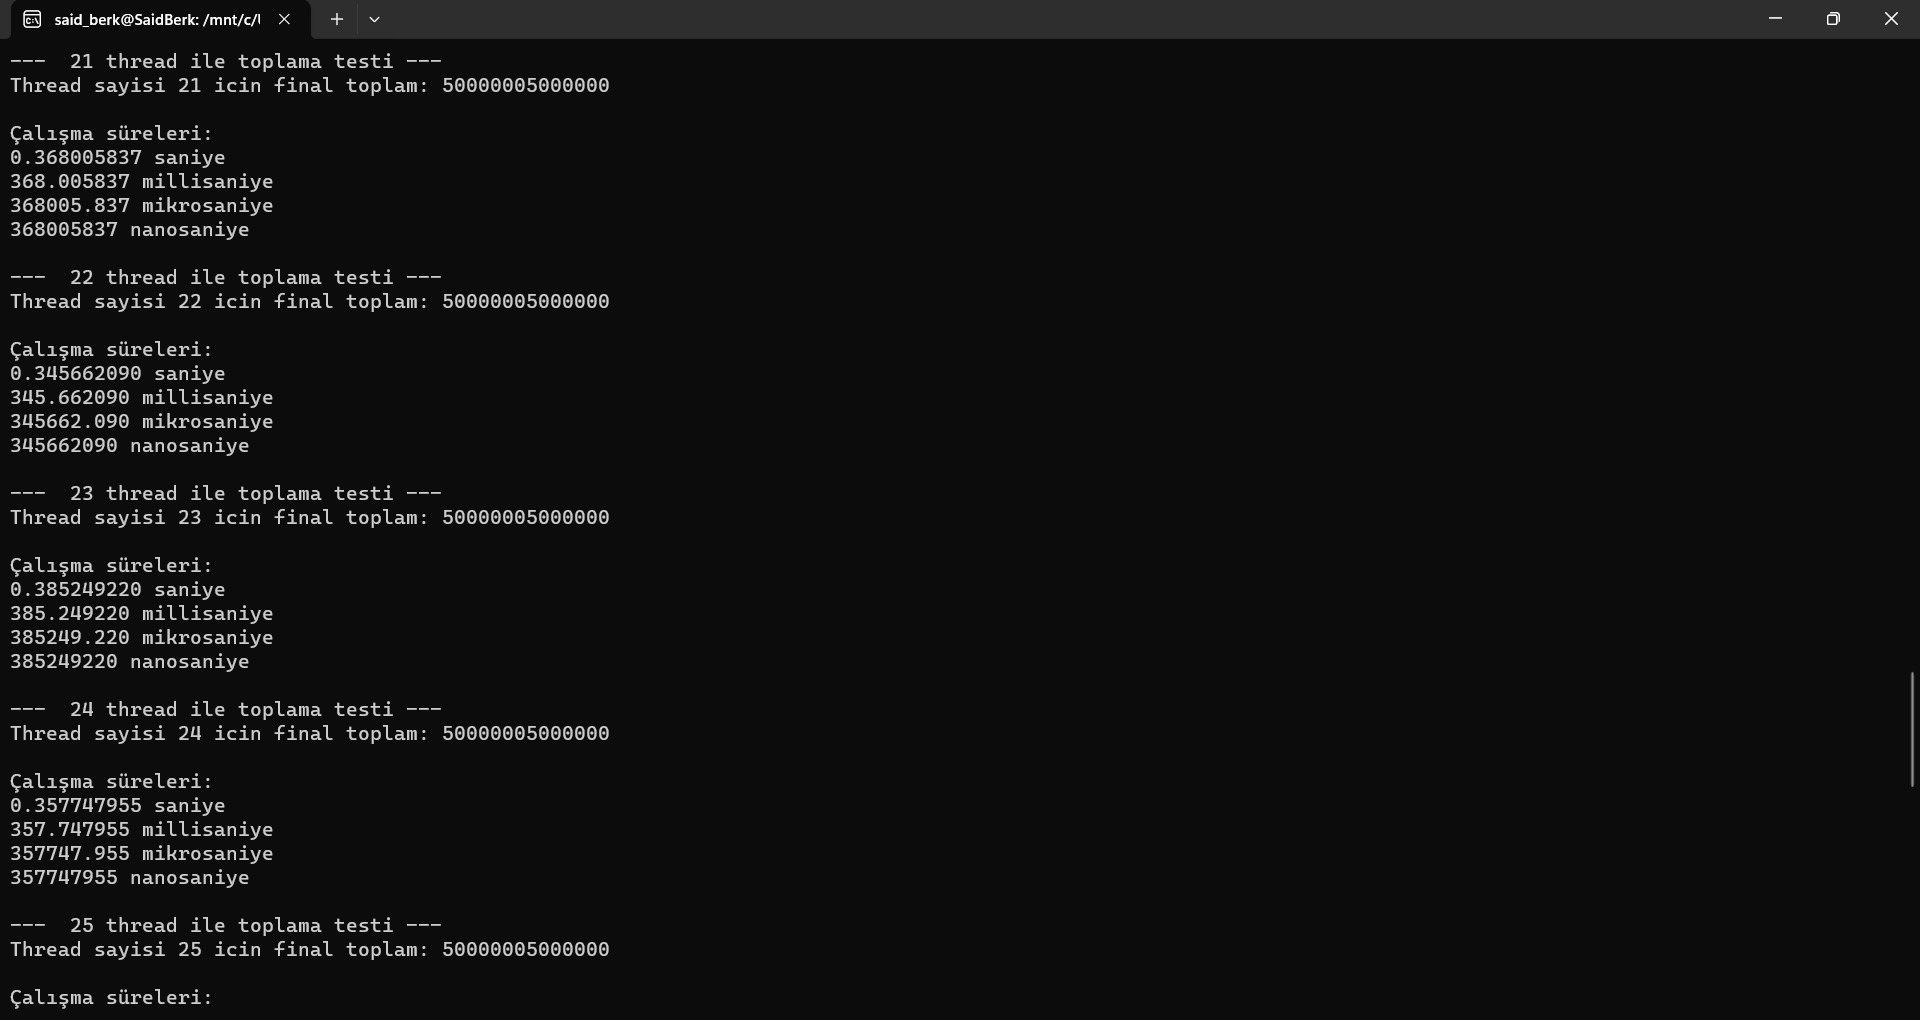 said_berk@SaidBerk: /mnt/c/
---  21 thread ile toplama testi ---
Thread sayisi 21 icin final toplam: 50000005000000
Çalışma süreleri:
0.368005837 saniye
368.005837 millisaniye
368005.837 mikrosaniye
368005837 nanosaniye
---  22 thread ile toplama testi ---
Thread sayisi 22 icin final toplam: 50000005000000
Çalışma süreleri:
0.345662090 saniye
345.662090 millisaniye
345662.090 mikrosaniye
345662090 nanosaniye
---  23 thread ile toplama testi ---
Thread sayisi 23 icin final toplam: 50000005000000
Çalışma süreleri:
0.385249220 saniye
385.249220 millisaniye
385249.220 mikrosaniye
385249220 nanosaniye
---  24 thread ile toplama testi ---
Thread sayisi 24 icin final toplam: 50000005000000
Çalışma süreleri:
0.357747955 saniye
357.747955 millisaniye
357747.955 mikrosaniye
357747955 nanosaniye
---  25 thread ile toplama testi ---
Thread sayisi 25 icin final toplam: 50000005000000
Çalışma süreleri: